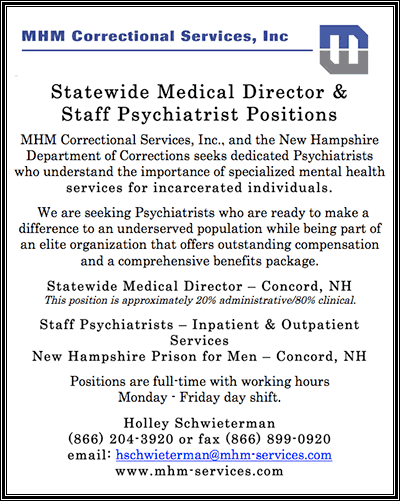 MHM Correctional Services, Inc
Statewide Medical Director &
Staff Psychiatrist Positions
MHM Correctional Services, Inc., and the New Hampshire
Department of Corrections seeks dedicated Psychiatrists
who understand the importance of specialized mental health
services for incarcerated individuals.
We are seeking Psychiatrists who are ready to make a
difference to an underserved population while being part of
an elite organization that offers outstanding compensation
and a comprehensive benefits package.
Statewide Medical Director – Concord, NH
This position is approximately 20% administrative/80% clinical.
Staff Psychiatrists – Inpatient & Outpatient
Services
New Hampshire Prison for Men – Concord, NH
Positions are full-time with working hours
Monday - Friday day shift.
Holley Schwieterman
(866) 204-3920 or fax (866) 899-0920
email: hschwieterman@mhm-services.com
www.mhm-services.com